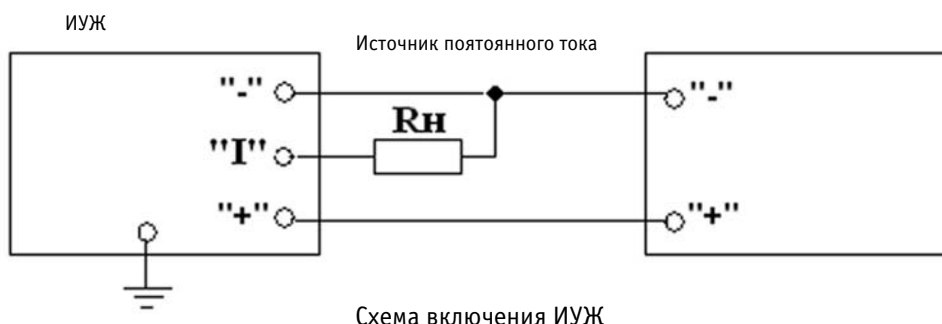 ИУЖ
Источник поятоянного тока
"-"
"-"
Rн
"I"
"+"
"+"
Схема включения ИУЖ